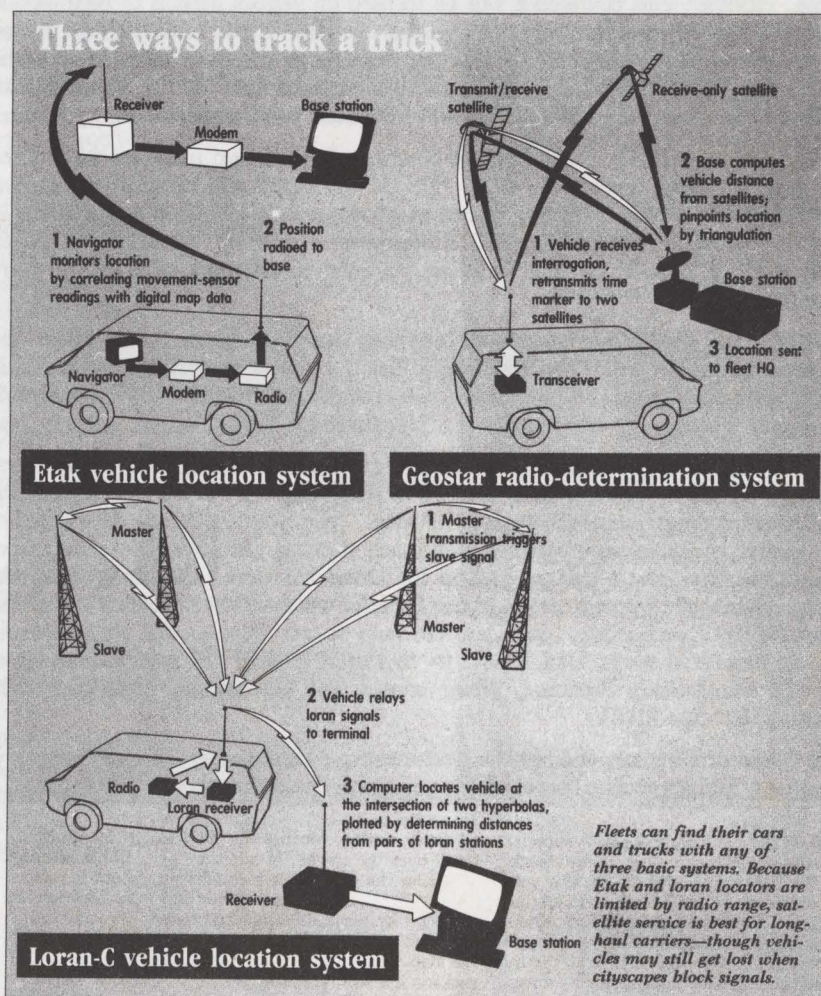 Three ways to track a truck
Receiver
Modem
Base station
1 Navigator
monitors location
by correlating movement-sensor
readings with digital map data
2 Position
radioed to
base
Navigator
Modem
Radio
Etak vehicle location system
Transmit/receive
satellite
Receive-only satellite
2 Base computes
vehicle distance
from satellites;
pinpoints location
by triangulation
1 Vehicle receives
interrogation,
retransmits time
marker to two
satellites
Base station
3 Location sent
to fleet HQ
Transceiver
Geostar radio-determination system
Master
Slave
1 Master
transmission triggers
slave signal
Master
Slave
2 Vehicle relays
loran signals
to terminal
Radio
Loran receiver
3 Computer locates vehicle at
the intersection of two hyperbolas,
plotted by determining distances
from pairs of loran stations
Receiver
Base station
Loran-C vehicle location system
Fleets can find their cars
and trucks with any of
three basic systems. Because
Etak and loran locators are
limited by radio range, sat-
ellite service is best for long-
haul carriers—though vehi-
cles may still get lost when
cityscapes block signals.